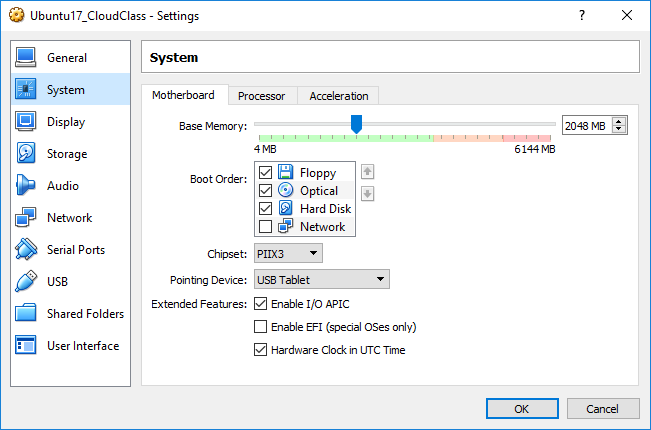 Ubuntu17_CloudClass - Settings
?
General
System
Display
Storage
Audio
Network
Serial Ports
USB
Shared Folders
User Interface
System
Motherboard Processor Acceleration
Base Memory: 2048 MB
4 MB 6144 MB
Boot Order: Floppy
Optical
Hard Disk
Network
Chipset: PIIX3
Pointing Device: USB Tablet
Extended Features: Enable I/O APIC
Enable EFI (special OSes only)
Hardware Clock in UTC Time
OK Cancel